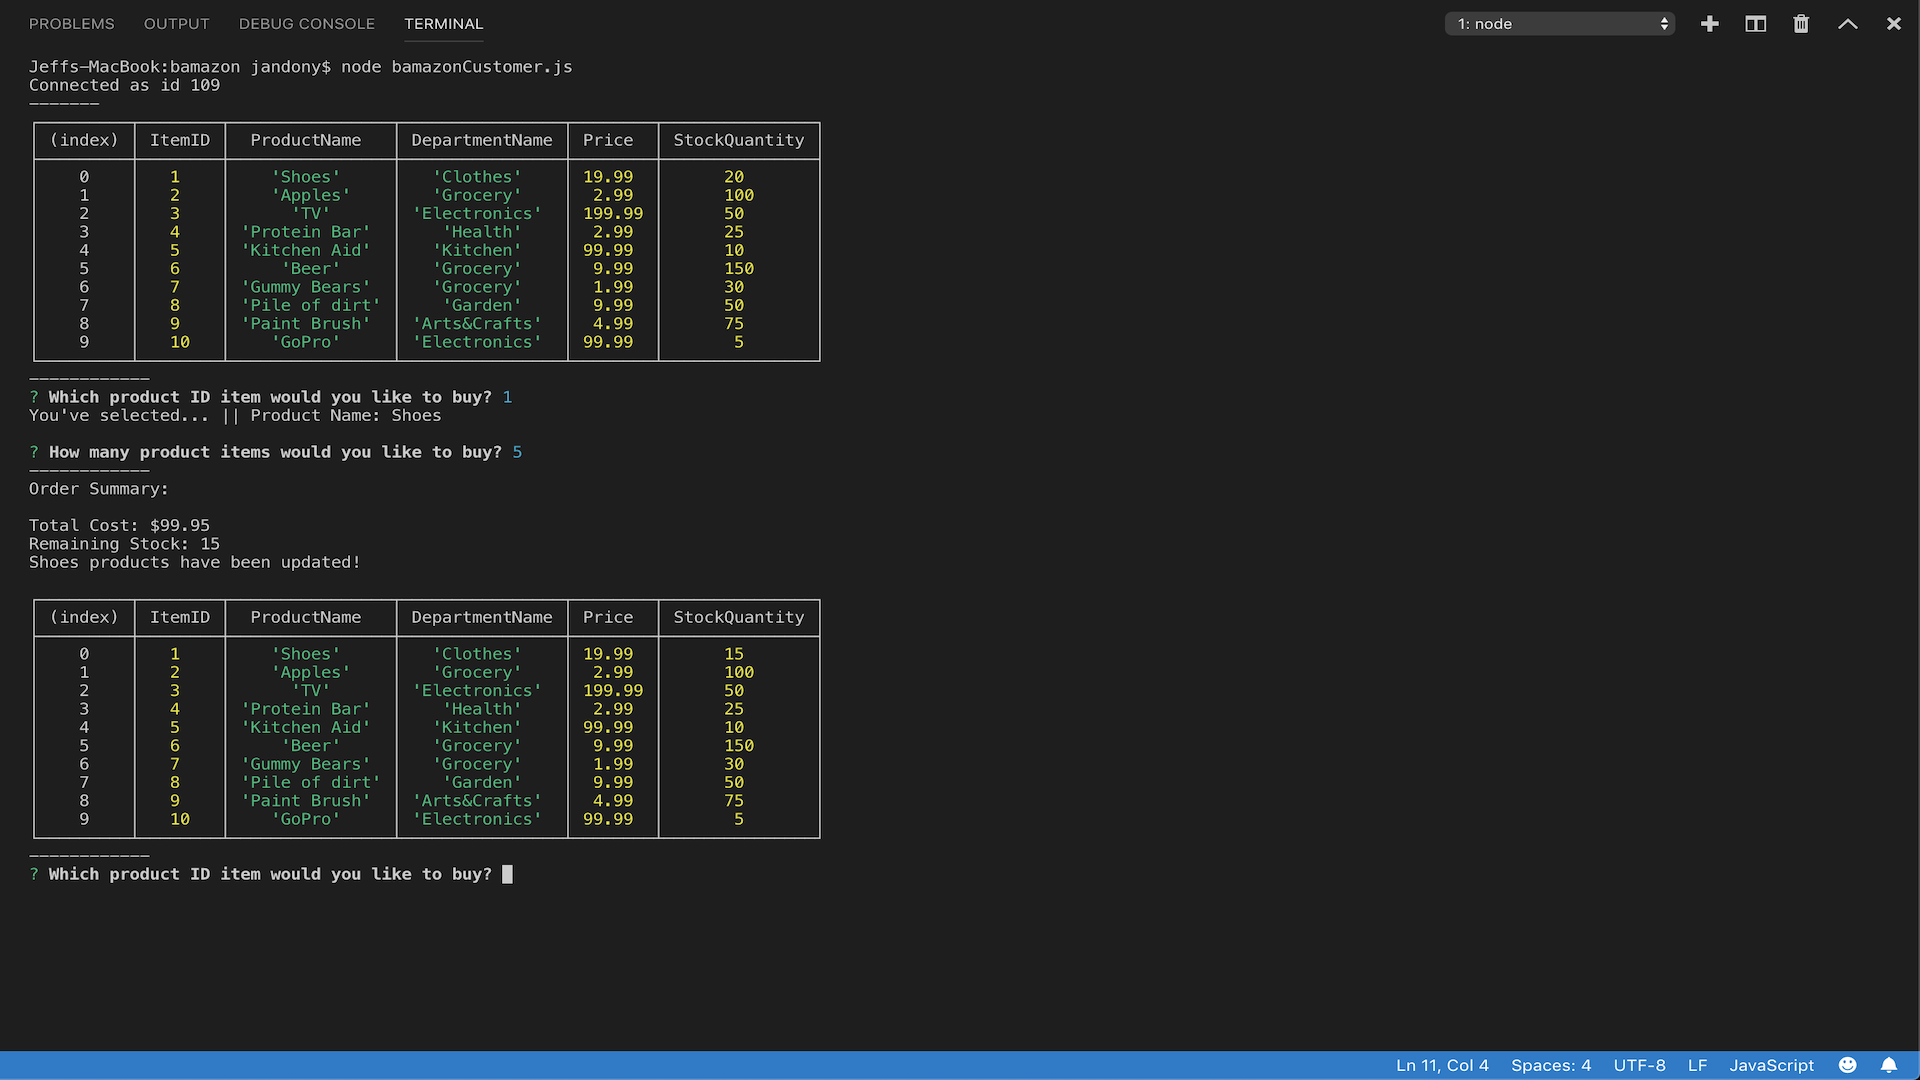 PROBLEMS OUTPUT DEBUG CONSOLE TERMINAL 1: node
Jeffs-MacBook:bamazon jandony$ node bamazonCustomer.js
Connected as id 109
-------
(index) ItemID ProductName DepartmentName Price StockQuantity
0 1 'Shoes' 'Clothes' 19.99 20
1 2 'Apples' 'Grocery' 2.99 100
2 3 'TV' 'Electronics' 199.99 50
3 4 'Protein Bar' 'Health' 2.99 25
4 5 'Kitchen Aid' 'Kitchen' 99.99 10
5 6 'Beer' 'Grocery' 9.99 150
6 7 'Gummy Bears' 'Grocery' 1.99 30
7 8 'Pile of dirt' 'Garden' 9.99 50
8 9 'Paint Brush' 'Arts&Crafts' 4.99 75
9 10 'GoPro' 'Electronics' 99.99 5
------------
? Which product ID item would you like to buy? 1
You've selected... || Product Name: Shoes
? How many product items would you like to buy? 5
------------
Order Summary:
Total Cost: $99.95
Remaining Stock: 15
Shoes products have been updated!
(index) ItemID ProductName DepartmentName Price StockQuantity
0 1 'Shoes' 'Clothes' 19.99 15
1 2 'Apples' 'Grocery' 2.99 100
2 3 'TV' 'Electronics' 199.99 50
3 4 'Protein Bar' 'Health' 2.99 25
4 5 'Kitchen Aid' 'Kitchen' 99.99 10
5 6 'Beer' 'Grocery' 9.99 150
6 7 'Gummy Bears' 'Grocery' 1.99 30
7 8 'Pile of dirt' 'Garden' 9.99 50
8 9 'Paint Brush' 'Arts&Crafts' 4.99 75
9 10 'GoPro' 'Electronics' 99.99 5
------------
? Which product ID item would you like to buy?
Ln 11, Col 4 Spaces: 4 UTF-8 LF JavaScript